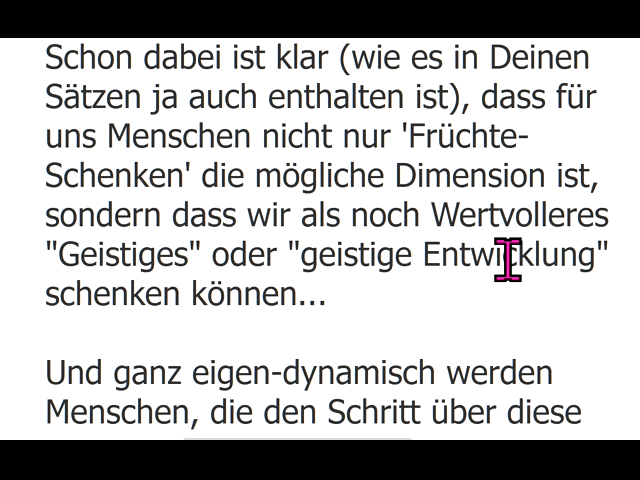 Schon dabei ist klar (wie es in Deinen
Sätzen ja auch enthalten ist), dass für
uns Menschen nicht nur 'Früchte-
Schenken' die mögliche Dimension ist,
sondern dass wir als noch Wertvolleres
"Geistiges" oder "geistige Entwicklung"
schenken können...

Und ganz eigen-dynamisch werden
Menschen, die den Schritt über diese